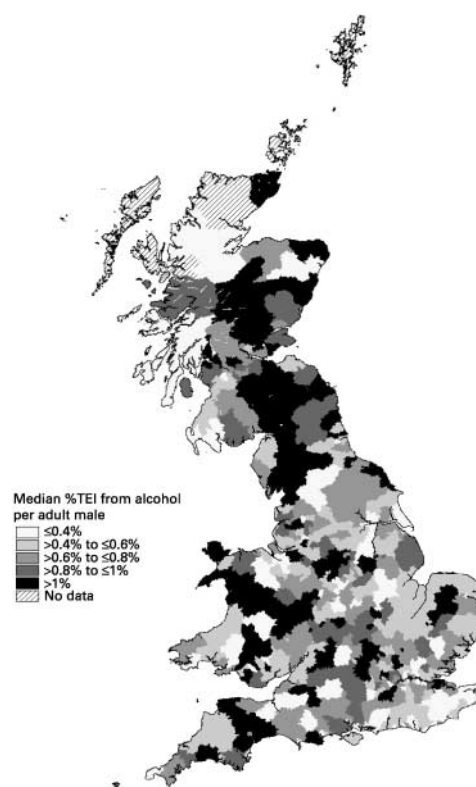 Median %TEI from alcohol
per adult male
≤0.4%
>0.4% to ≤0.6%
>0.6% to ≤0.8%
>0.8% to ≤1%
>1%
No data